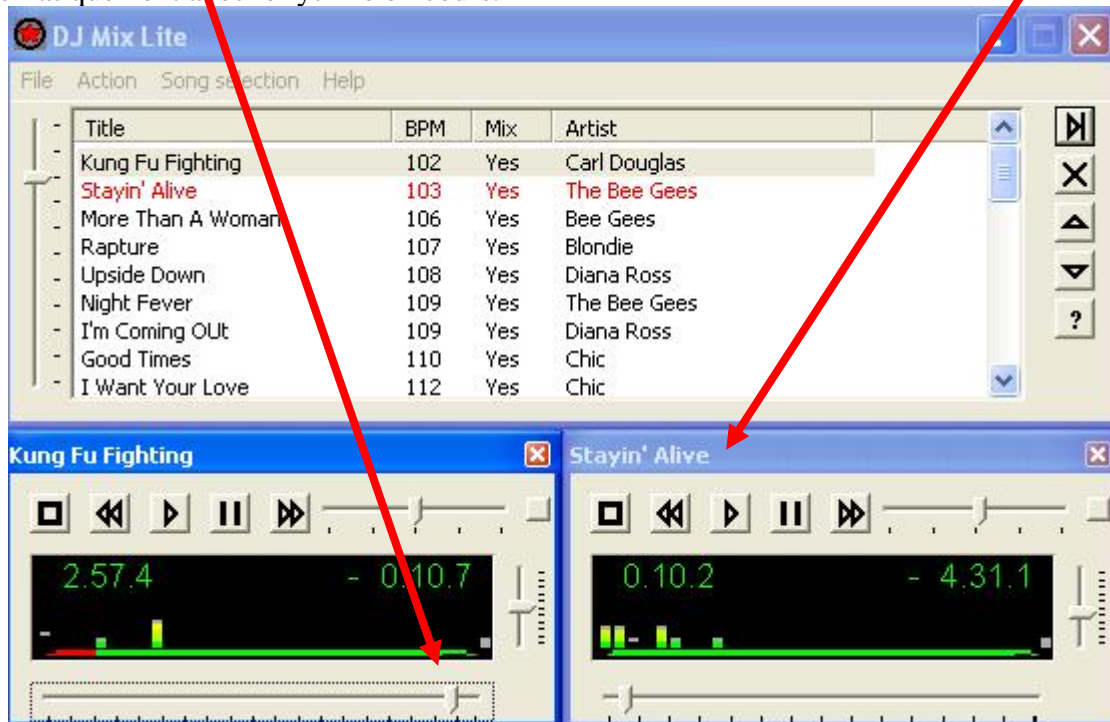 DJ Mix Lite
File Action Song selection Help
Title BPM Mix Artist
Kung Fu Fighting 102 Yes Carl Douglas
Stayin' Alive 103 Yes The Bee Gees
More Than A Woman 106 Yes Bee Gees
Rapture 107 Yes Blondie
Upside Down 108 Yes Diana Ross
Night Fever 109 Yes The Bee Gees
I'm Coming OUt 109 Yes Diana Ross
Good Times 110 Yes Chic
I Want Your Love 112 Yes Chic
?
Kung Fu Fighting Stayin' Alive
2.57.4 - 0.10.7 0.10.2 - 4.31.1